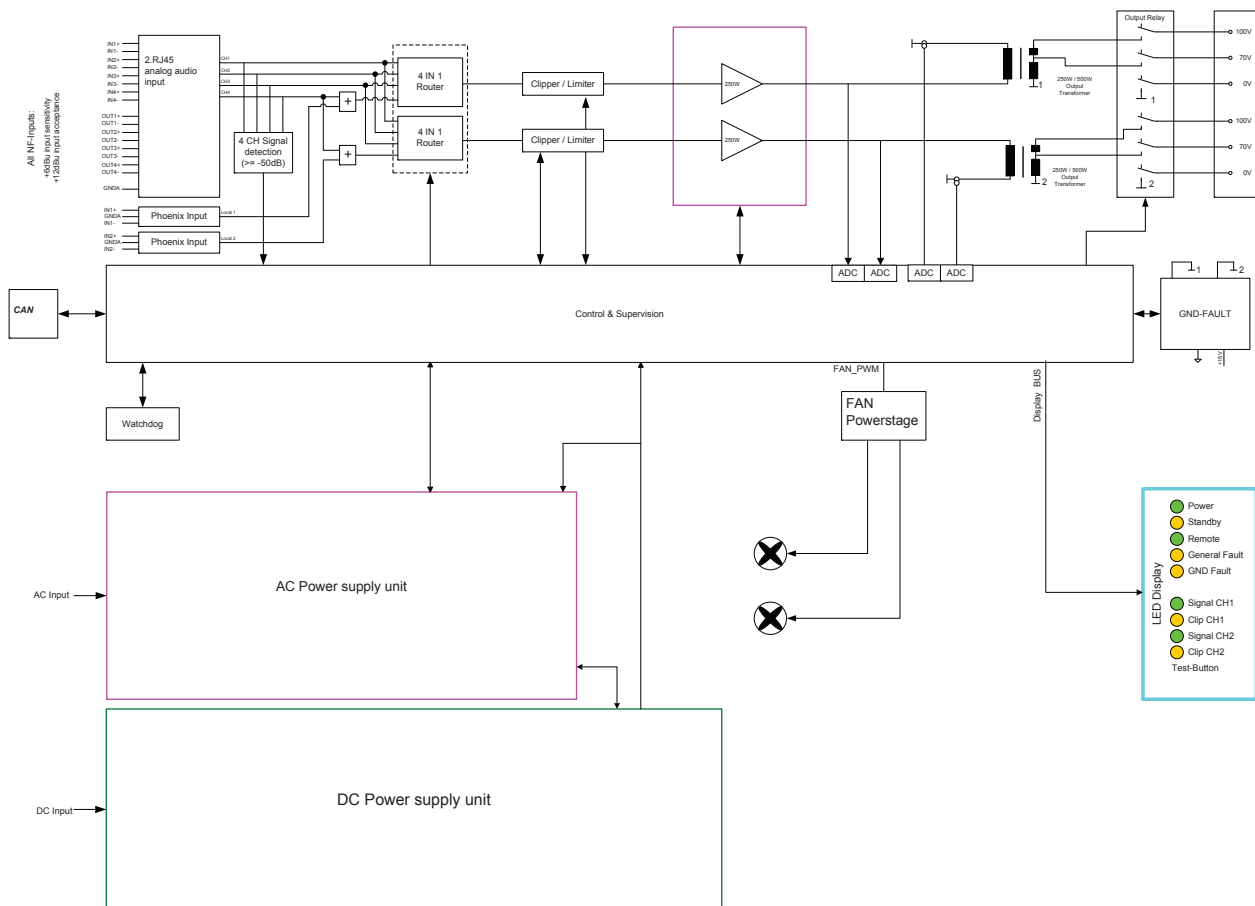 All NF-Inputs:
+6dBu input sensitivity
+12dBu input acceptance
IN1+
IN1-
IN2+
IN2-
IN3+
IN3-
IN4+
IN4-
OUT1+
OUT1-
OUT2+
OUT2-
OUT3+
OUT3-
OUT4+
OUT4-
GNDA
2.RJ45
analog audio
input
CH1
CH2
CH3
CH4
4 CH Signal
detection
(>= -50dB)
IN1+
GNDA
IN1-
Phoenix Input
Local 1
IN2+
GNDA
IN2-
Phoenix Input
Local 2
+
+
4 IN 1
Router
4 IN 1
Router
Clipper / Limiter
Clipper / Limiter
250W
250W
1
250W / 500W
Output
Transformer
2
250W / 500W
Output
Transformer
Output Relay
1
2
100V
70V
0V
100V
70V
0V
ADC
ADC
ADC
ADC
CAN
Control & Supervision
1
2
GND-FAULT
+15V
Watchdog
FAN_PWM
FAN
Powerstage
Display BUS
AC Input
AC Power supply unit
DC Input
DC Power supply unit
LED Display
Power
Standby
Remote
General Fault
GND Fault
Signal CH1
Clip CH1
Signal CH2
Clip CH2
Test-Button